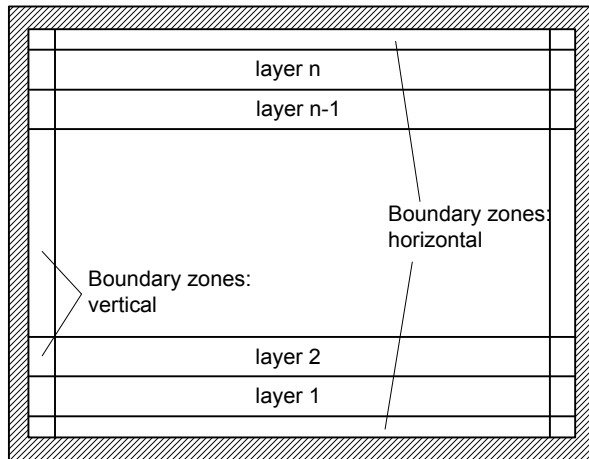 layer n
layer n-1
Boundary zones:
horizontal
Boundary zones:
vertical
layer 2
layer 1